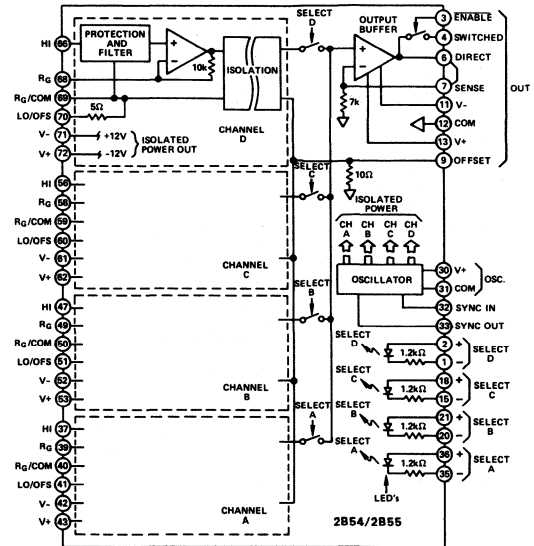 SELECT
D
OUTPUT
BUFFER
3 ENABLE
4 SWITCHED
6 DIRECT
7 SENSE
11 V-
12 COM
13 V+
9 OFFSET
OUT
HI 66
PROTECTION
AND
FILTER
+
-
10k
ISOLATION
+
-
7k
RG 68
RG/COM 69
LO/OFS 70
5Ω
V- 71
V+ 72
+12V
-12V
ISOLATED
POWER OUT
CHANNEL
D
10Ω
HI 56
RG 58
RG/COM 59
LO/OFS 60
V- 61
V+ 62
CHANNEL
C
SELECT
C
ISOLATED
POWER
CH
A
CH
B
CH
C
CH
D
OSCILLATOR
30 V+
31 COM
OSC.
32 SYNC IN
33 SYNC OUT
HI 47
RG 49
RG/COM 50
LO/OFS 51
V- 52
V+ 53
CHANNEL
B
SELECT
B
SELECT
D
1.2kΩ
2 +
1 -
SELECT
D
SELECT
C
1.2kΩ
18 +
15 -
SELECT
C
SELECT
B
1.2kΩ
21 +
20 -
SELECT
B
SELECT
A
1.2kΩ
36 +
35 -
SELECT
A
LED's
HI 37
RG 39
RG/COM 40
LO/OFS 41
V- 42
V+ 43
CHANNEL
A
SELECT
A
2B54/2B55